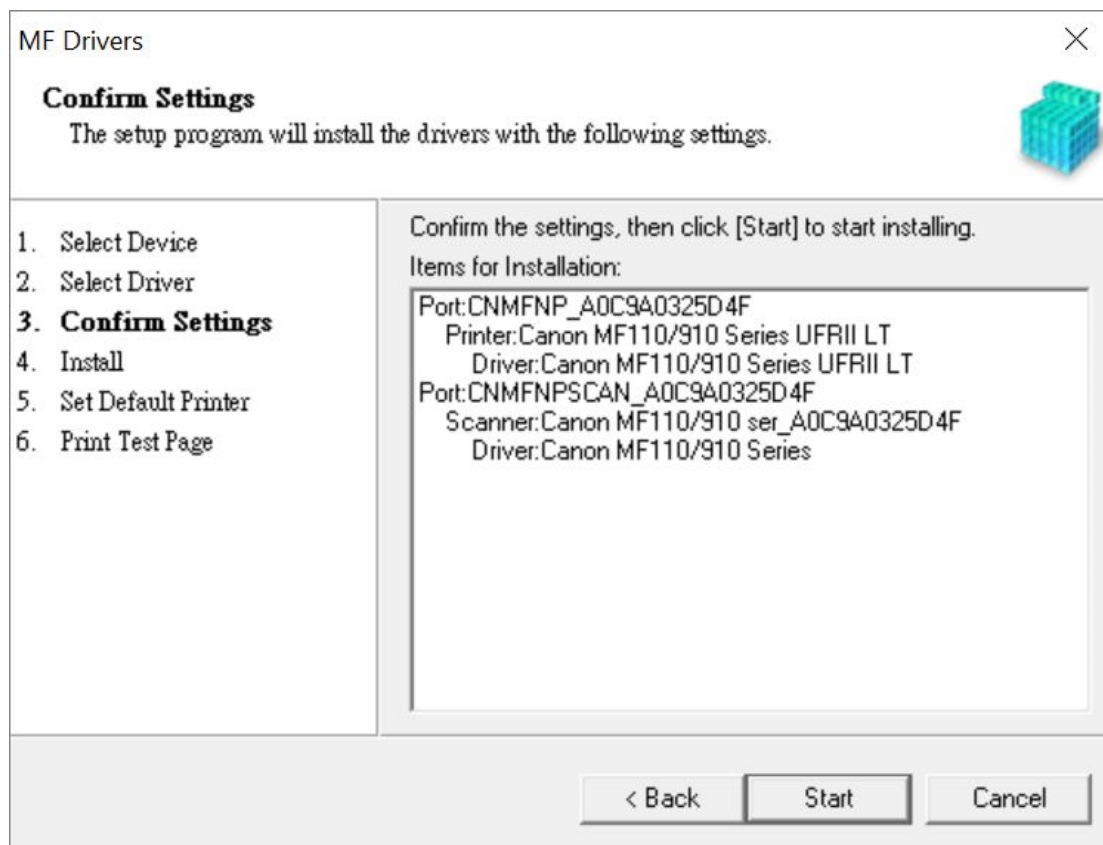 MF Drivers
Confirm Settings
The setup program will install the drivers with the following settings.
1. Select Device
2. Select Driver
3. Confirm Settings
4. Install
5. Set Default Printer
6. Print Test Page
Confirm the settings, then click [Start] to start installing.
Items for Installation:
Port:CNMFNP_A0C9A0325D4F
Printer:Canon MF110/910 Series UFRII LT
Driver:Canon MF110/910 Series UFRII LT
Port:CNMFNPSCAN_A0C9A0325D4F
Scanner:Canon MF110/910 ser_A0C9A0325D4F
Driver:Canon MF110/910 Series
< Back
Start
Cancel